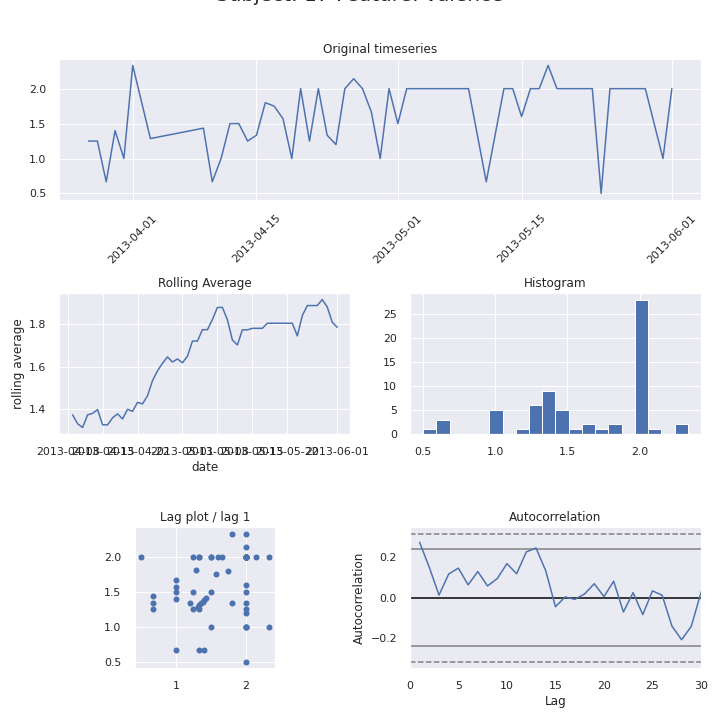 Original timeseries
2.0
1.5
1.0
0.5
2013-04-01
2013-04-15
2013-05-01
2013-05-15
2013-06-01
Rolling Average
rolling average
1.8
1.6
1.4
2013-06-01
date
Histogram
25
20
15
10
5
0
0.5 1.0 1.5 2.0
Lag plot / lag 1
2.0
1.5
1.0
0.5
1 2
Autocorrelation
Autocorrelation
0.2
0.0
−0.2
0 5 10 15 20 25 30
Lag